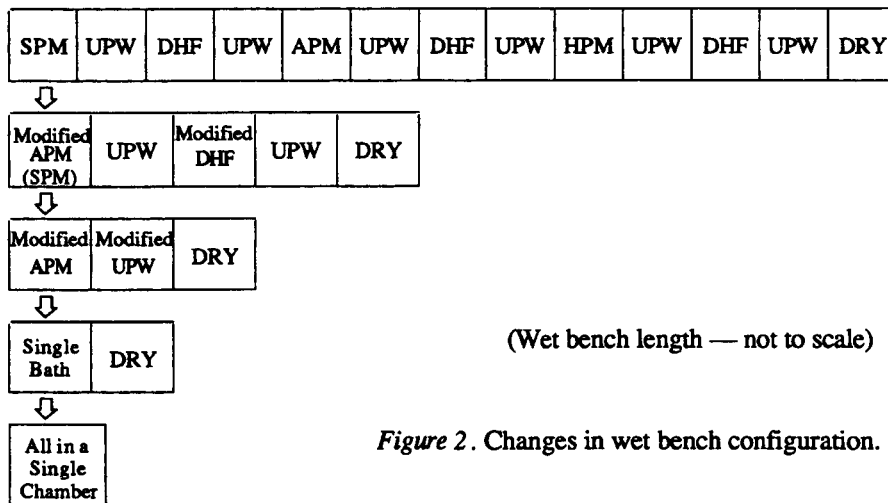 SPM UPW DHF UPW APM UPW DHF UPW HPM UPW DHF UPW DRY
Modified
APM
(SPM)
UPW
Modified
DHF
UPW
DRY
Modified
APM
Modified
UPW
DRY
Single
Bath
DRY
(Wet bench length — not to scale)
All in a
Single
Chamber
Figure 2. Changes in wet bench configuration.